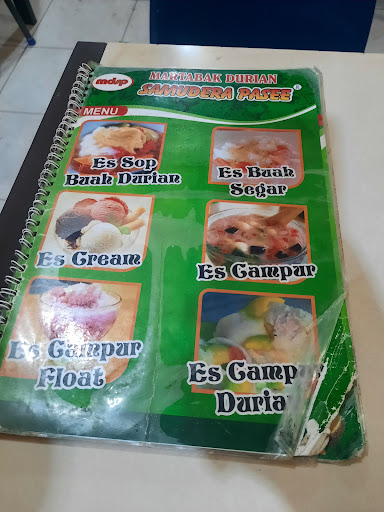 mdsp
MARTABAK DURIAN
SAMUDERA PASEE®
MENU
Es Sop
Buah Durian
Es Buah
Segar
Es Cream
Es Campur
Es Campur
Float
Es Campur
Durian